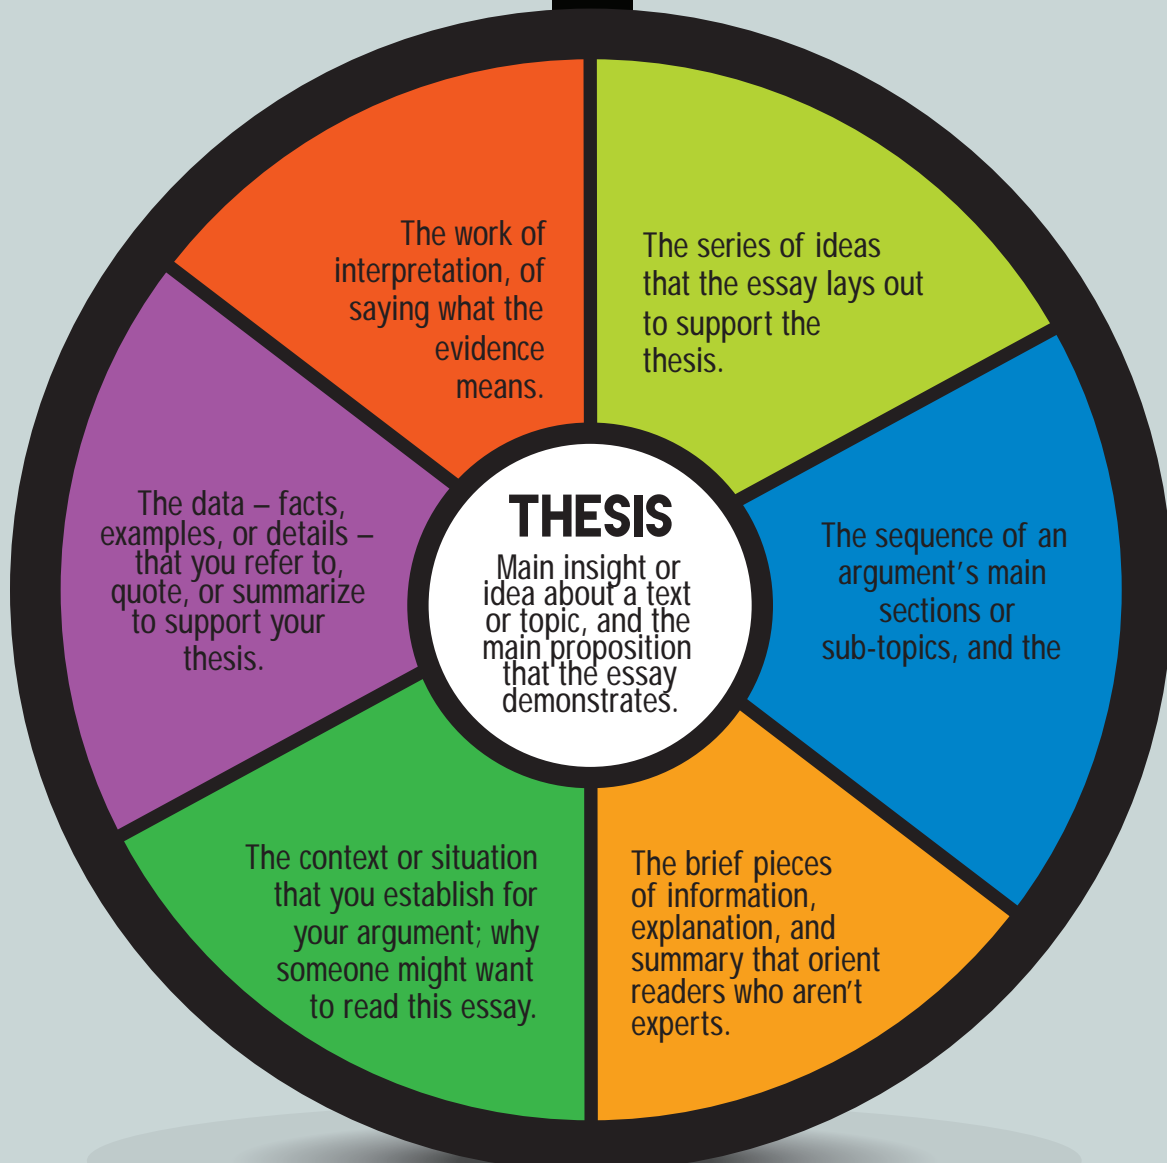 The work of
interpretation, of
saying what the
evidence
means.
The series of ideas
that the essay lays out
to support the
thesis.
The data – facts,
examples, or details –
that you refer to,
quote, or summarize
to support your
thesis.
THESIS
Main insight or
idea about a text
or topic, and the
main proposition
that the essay
demonstrates.
The sequence of an
argument's main
sections or
sub-topics, and the
The context or situation
that you establish for
your argument; why
someone might want
to read this essay.
The brief pieces
of information,
explanation, and
summary that orient
readers who aren't
experts.